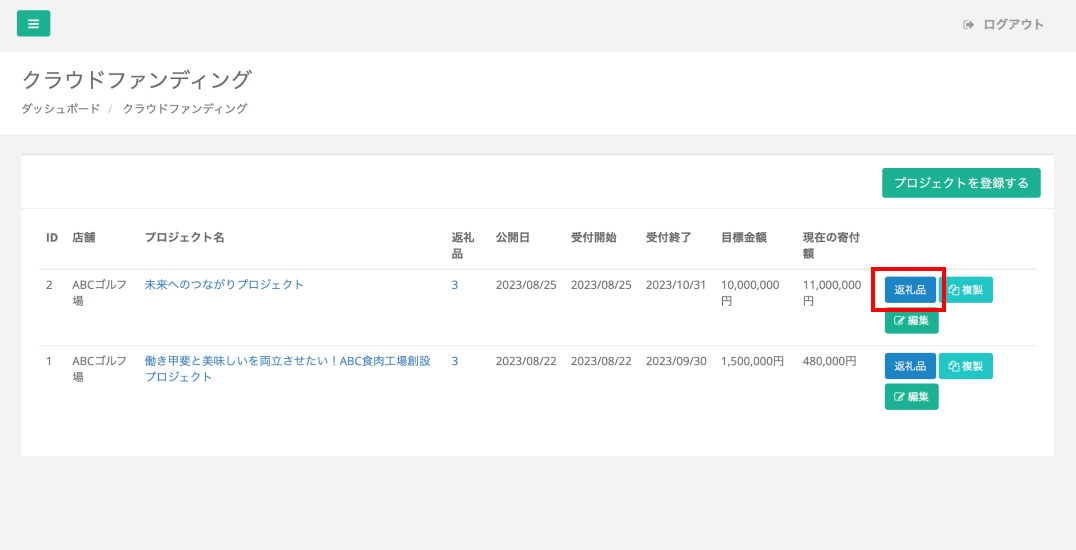 ログアウト
クラウドファンディング
ダッシュボード / クラウドファンディング
プロジェクトを登録する
ID 店舗 プロジェクト名 返礼品 公開日 受付開始 受付終了 目標金額 現在の寄付額
2 ABCゴルフ場 未来へのつながりプロジェクト 3 2023/08/25 2023/08/25 2023/10/31 10,000,000円 11,000,000円 返礼品 複製
編集
1 ABCゴルフ場 働き甲斐と美味しいを両立させたい！ABC食肉工場創設プロジェクト 3 2023/08/22 2023/08/22 2023/09/30 1,500,000円 480,000円 返礼品 複製
編集